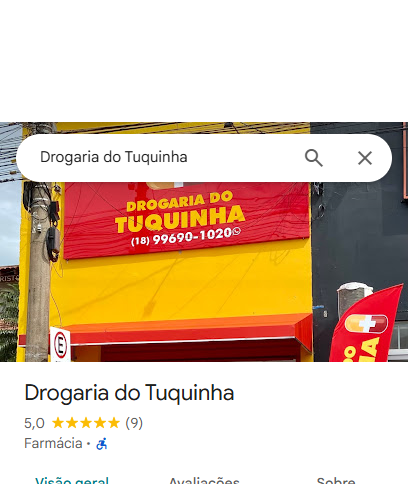 Drogaria do Tuquinha
DROGARIA DO
TUQUINHA
(18) 99690-1020
E
Drogaria do Tuquinha
5,0 (9)
Farmácia ·
Visão geral Avaliações Sobre